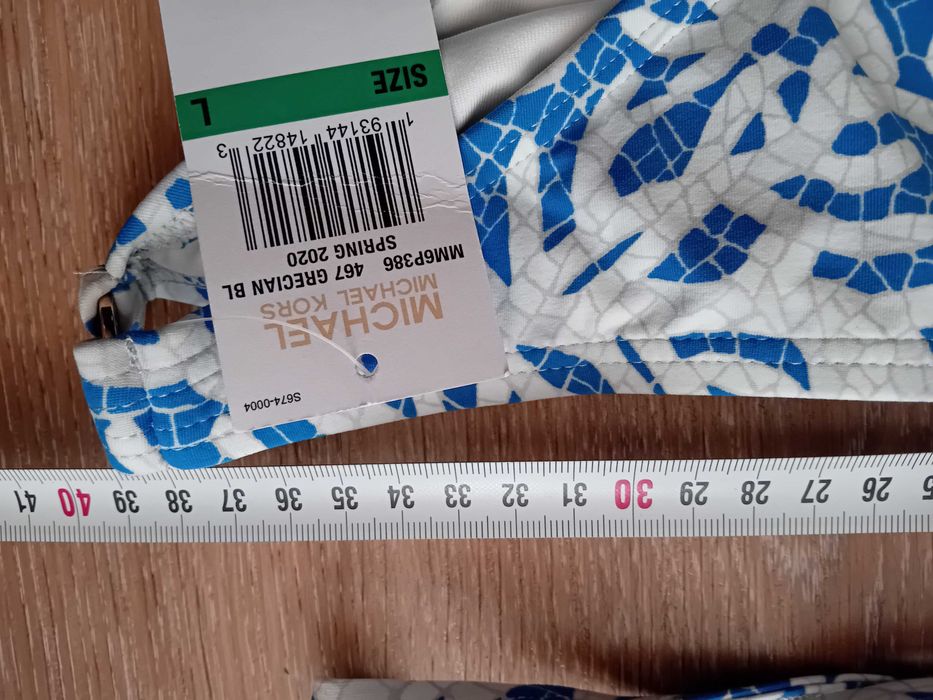 S674-0004
MICHAEL
MICHAEL KORS
MM6P386 467 GRECIAN BL
SPRING 2020
1 93144 14822 3
SIZE L
25 26 27 28 29 30 31 32 33 34 35 36 37 38 39 40 41